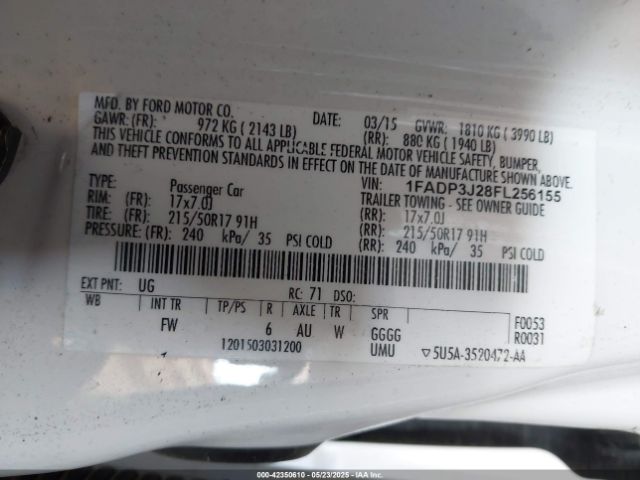 MFD. BY FORD MOTOR CO.
DATE: 03/15 GVWR: 1810 KG ( 3990 LB)
GAWR: (FR): 972 KG ( 2143 LB) (RR): 880 KG ( 1940 LB)
THIS VEHICLE CONFORMS TO ALL APPLICABLE FEDERAL MOTOR VEHICLE SAFETY, BUMPER,
AND THEFT PREVENTION STANDARDS IN EFFECT ON THE DATE OF MANUFACTURE SHOWN ABOVE.
VIN: 1FADP3J28FL256155
TYPE: Passenger Car TRAILER TOWING - SEE OWNER GUIDE
RIM: (FR): 17x7.0J (RR): 17x7.0J
TIRE: (FR): 215/50R17 91H (RR): 215/50R17 91H
PRESSURE: (FR): 240 kPa/ 35 PSI COLD (RR): 240 kPa/ 35 PSI COLD
EXT PNT: UG RC: 71 DSO:
WB INT TR TP/PS R AXLE TR SPR F0053
FW 6 AU W GGGG R0031
1201503031200 UMU ▽5U5A-3520472-AA
000-42350610 - 05/23/2025 - IAAI.COM